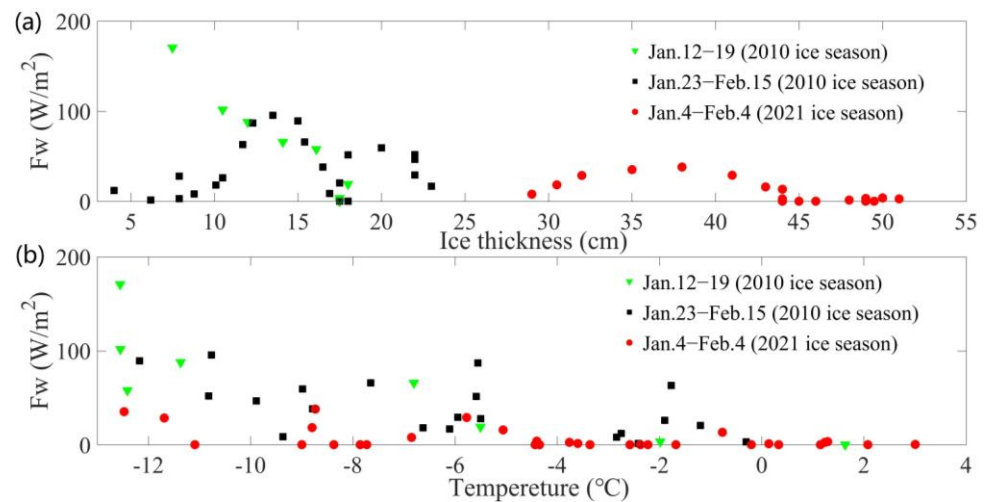 (a)
200
100
0
Fw (W/m²)
Jan.12−19 (2010 ice season)
Jan.23−Feb.15 (2010 ice season)
Jan.4−Feb.4 (2021 ice season)
5 10 15 20 25 30 35 40 45 50 55
Ice thickness (cm)
(b)
200
100
0
Fw (W/m²)
Jan.12−19 (2010 ice season)
Jan.23−Feb.15 (2010 ice season)
Jan.4−Feb.4 (2021 ice season)
-12 -10 -8 -6 -4 -2 0 2 4
Tempereture (℃)